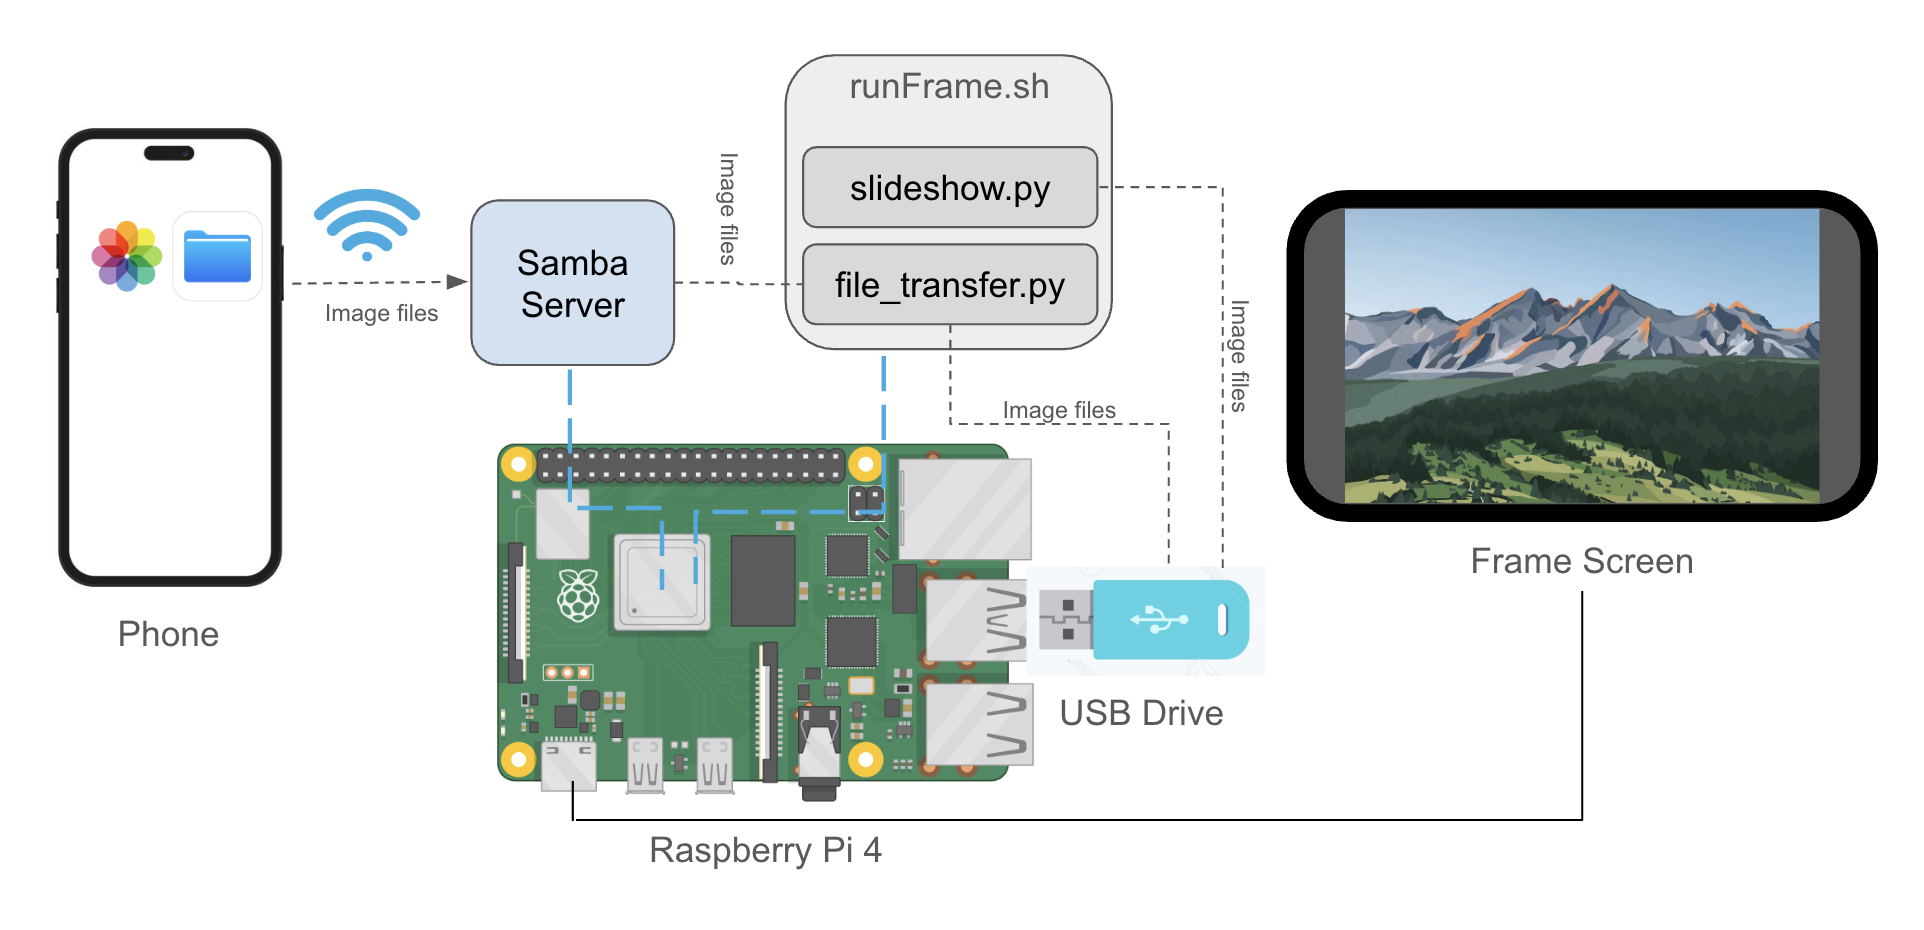 runFrame.sh
slideshow.py
file_transfer.py
Image files
Samba
Server
Image files
Image files
Image files
Phone
Frame Screen
USB Drive
Raspberry Pi 4